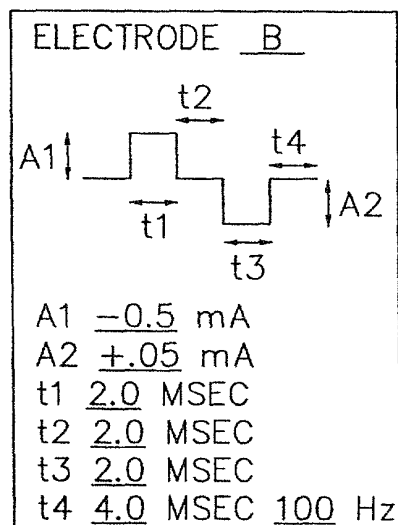 ELECTRODE B
t2
t4
A1
A2
t1
t3
A1 -0.5 mA
A2 +.05 mA
t1 2.0 MSEC
t2 2.0 MSEC
t3 2.0 MSEC
t4 4.0 MSEC 100 Hz